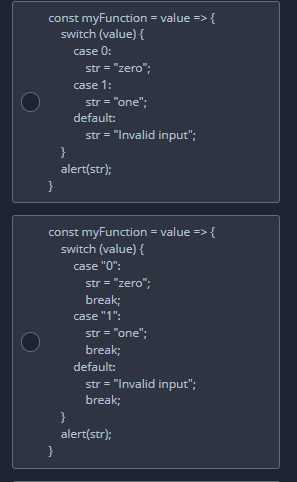 const myFunction = value => {
switch (value) {
case 0:
str = "zero";
case 1:
str = "one";
default:
str = "Invalid input";
}
alert(str);
}
const myFunction = value => {
switch (value) {
case "0":
str = "zero";
break;
case "1":
str = "one";
break;
default:
str = "Invalid input";
break;
}
alert(str);
}